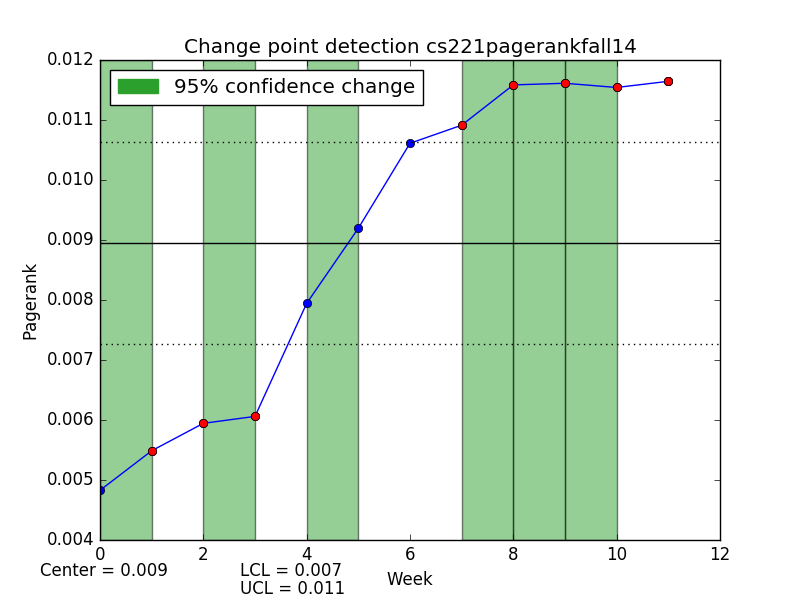 Change point detection cs221pagerankfall14
95% confidence change
0.012
0.011
0.010
0.009
0.008
0.007
0.006
0.005
0.004
Pagerank
0 2 4 6 8 10 12
Week
Center = 0.009
LCL = 0.007
UCL = 0.011